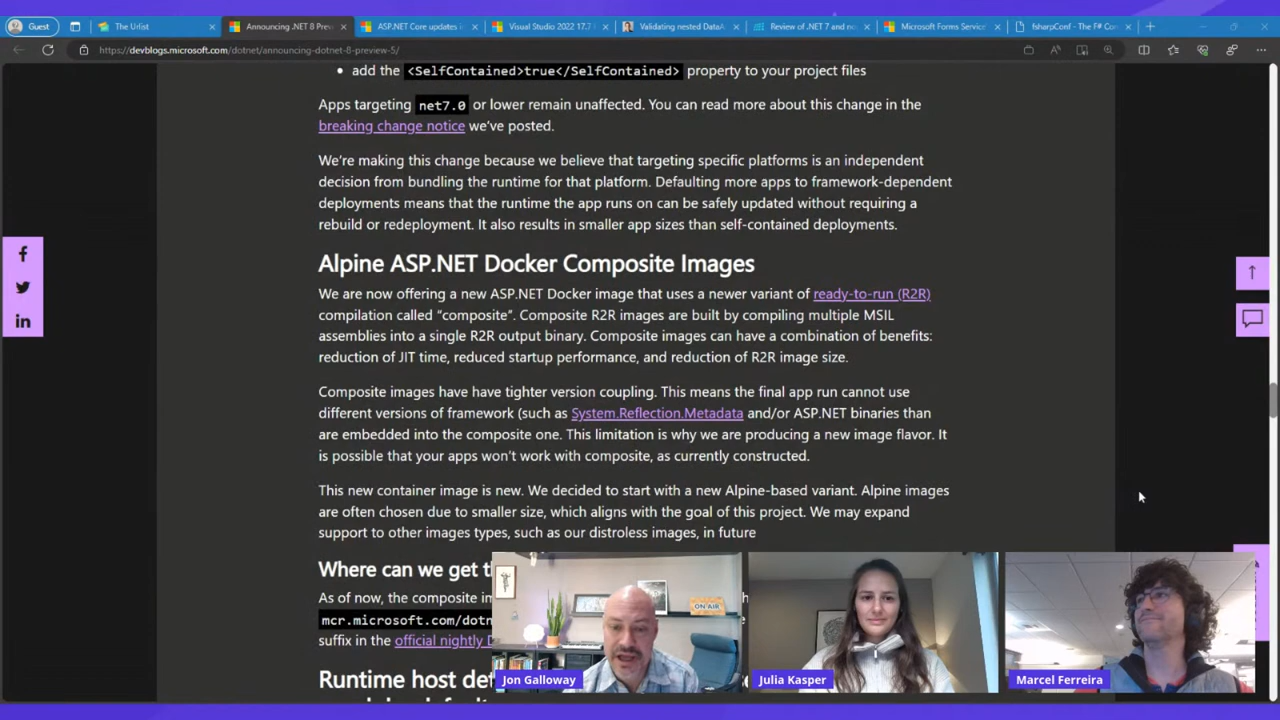 Guest
The Urlist
Announcing .NET 8 Prev
ASP.NET Core updates i
Visual Studio 2022 17.7
Validating nested DataA
Review of .NET 7 and no
Microsoft Forms Service
fsharpConf - The F# Con
https://devblogs.microsoft.com/dotnet/announcing-dotnet-8-preview-5/
• add the <SelfContained>true</SelfContained> property to your project files
Apps targeting net7.0 or lower remain unaffected. You can read more about this change in the
breaking change notice we've posted.
We're making this change because we believe that targeting specific platforms is an independent
decision from bundling the runtime for that platform. Defaulting more apps to framework-dependent
deployments means that the runtime the app runs on can be safely updated without requiring a
rebuild or redeployment. It also results in smaller app sizes than self-contained deployments.
Alpine ASP.NET Docker Composite Images
We are now offering a new ASP.NET Docker image that uses a newer variant of ready-to-run (R2R)
compilation called "composite". Composite R2R images are built by compiling multiple MSIL
assemblies into a single R2R output binary. Composite images can have a combination of benefits:
reduction of JIT time, reduced startup performance, and reduction of R2R image size.
Composite images have have tighter version coupling. This means the final app run cannot use
different versions of framework (such as System.Reflection.Metadata and/or ASP.NET binaries than
are embedded into the composite one. This limitation is why we are producing a new image flavor. It
is possible that your apps won't work with composite, as currently constructed.
This new container image is new. We decided to start with a new Alpine-based variant. Alpine images
are often chosen due to smaller size, which aligns with the goal of this project. We may expand
support to other images types, such as our distroless images, in future
Where can we get t
As of now, the composite im
mcr.microsoft.com/dotn
suffix in the official nightly D
Runtime host def
ON AIR
Jon Galloway
Julia Kasper
Marcel Ferreira